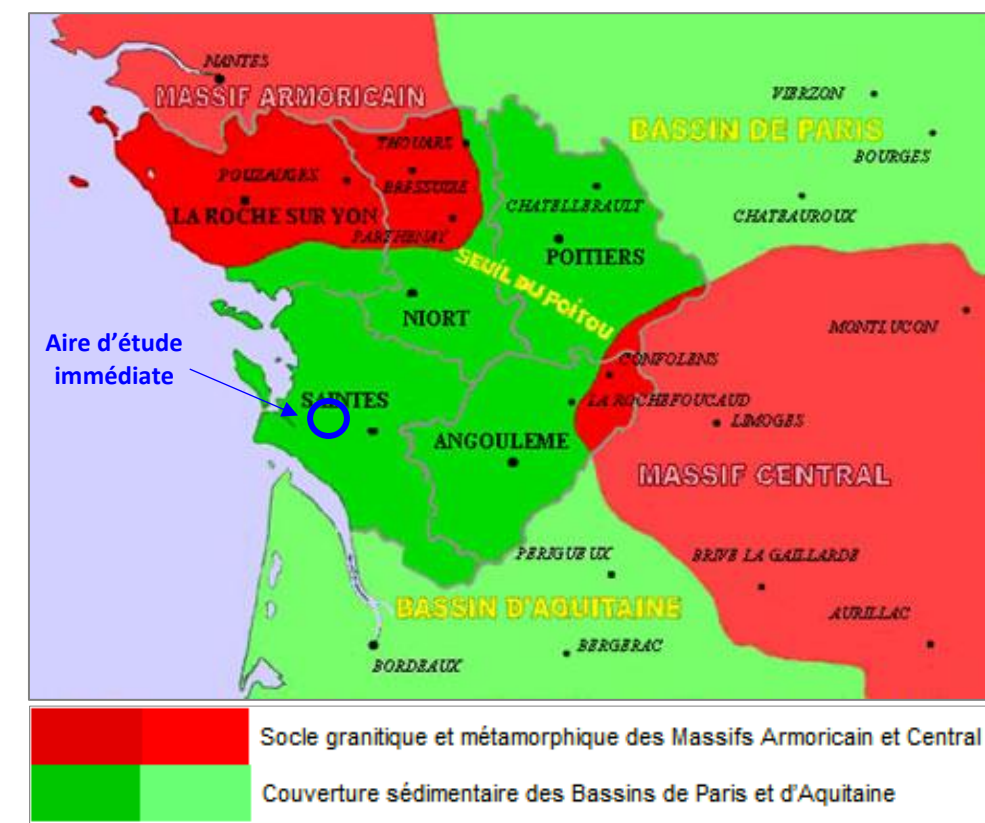 NANTES
MASSIF ARMORICAIN
VIERZON
BASSIN DE PARIS
THOUARS
BOURGES
POUZAUGES
BRESSUIRE
CHATELLERAULT
LA ROCHE SUR YON
CHATEAUROUX
PARTHENAY
POITIERS
SEUIL DU POITOU
NIORT
MONTLUCON
Aire d’étude
immédiate
CONFOLENS
SAINTES
LA ROCHEFOUCAUD
LIMOGES
ANGOULEME
MASSIF CENTRAL
PERIGUEUX
BRIVE LA GAILLARDE
BASSIN D'AQUITAINE
AURILLAC
BERGERAC
BORDEAUX
Socle granitique et métamorphique des Massifs Armoricain et Central
Couverture sédimentaire des Bassins de Paris et d'Aquitaine